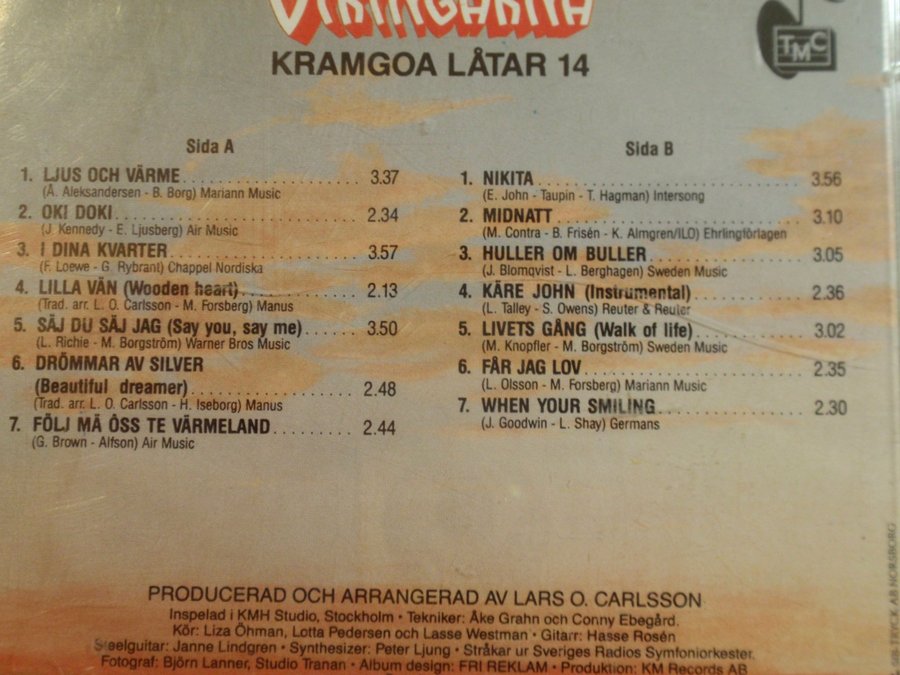 VIKINGARNA
KRAMGOA LÅTAR 14
TMC
Sida A
1. LJUS OCH VÄRME 3.37
(Å. Aleksandersen - B. Borg) Mariann Music
2. OKI DOKI 2.34
(J. Kennedy - E. Ljusberg) Air Music
3. I DINA KVARTER 3.57
(F. Loewe - G. Rybrant) Chappel Nordiska
4. LILLA VÄN (Wooden heart) 2.13
(Trad. arr. L. O. Carlsson - M. Forsberg) Manus
5. SÄJ DU SÄJ JAG (Say you, say me) 3.50
(L. Richie - M. Borgström) Warner Bros Music
6. DRÖMMAR AV SILVER
(Beautiful dreamer) 2.48
(Trad. arr. L. O. Carlsson - H. Iseborg) Manus
7. FÖLJ MÄ ÔSS TE VÄRMELAND 2.44
(G. Brown - Alfson) Air Music
Sida B
1. NIKITA 3.56
(E. John - Taupin - T. Hagman) Intersong
2. MIDNATT 3.10
(M. Contra - B. Frisén - K. Almgren/ILO) Ehrlingförlagen
3. HULLER OM BULLER 3.05
(J. Blomqvist - L. Berghagen) Sweden Music
4. KÄRE JOHN (Instrumental) 2.36
(L. Talley - S. Owens) Reuter & Reuter
5. LIVETS GÅNG (Walk of life) 3.02
(M. Knopfler - M. Borgström) Sweden Music
6. FÅR JAG LOV 2.35
(L. Olsson - M. Forsberg) Mariann Music
7. WHEN YOUR SMILING 2.30
(J. Goodwin - L. Shay) Germans
PRODUCERAD OCH ARRANGERAD AV LARS O. CARLSSON
Inspelad i KMH Studio, Stockholm • Tekniker: Åke Grahn och Conny Ebegård.
Kör: Liza Öhman, Lotta Pedersen och Lasse Westman • Gitarr: Hasse Rosén
Steelguitar: Janne Lindgren • Synthesizer: Peter Ljung • Stråkar ur Sveriges Radios Symfoniorkester.
Fotograf: Björn Lanner, Studio Tranan • Album design: FRI REKLAM • Produktion: KM Records AB
TRYCK AB NORSBORG